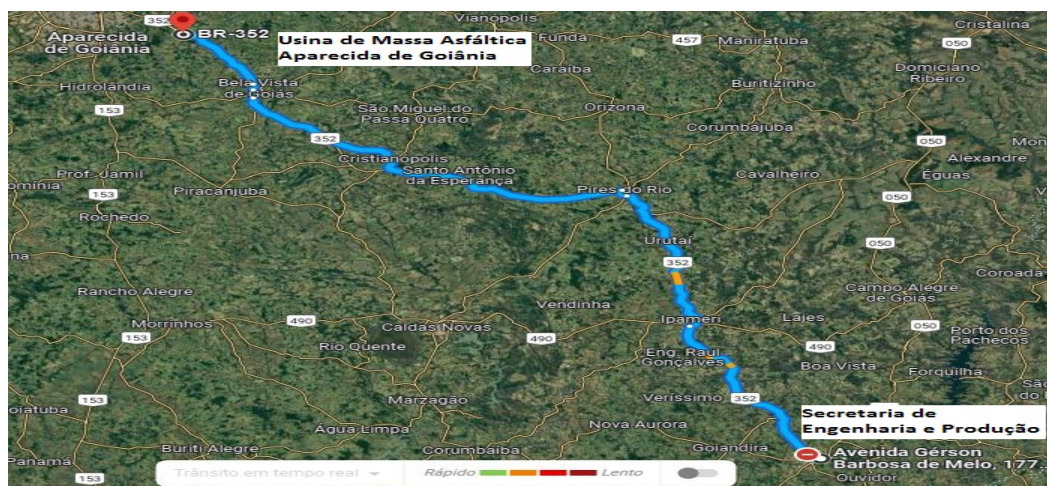 352
Vianópolis
BR-352
Aparecida
de Goiânia
Usina de Massa Asfáltica
Aparecida de Goiânia
Funda
457
Maniratuba
Cristalina
050
Domiciano
Ribeiro
Hidrolândia
153
Bela Vista
de Goiás
Caraíba
Buritizinho
São Miguel do
Passa Quatro
Orizona
Corumbajuba
352
Cristianópolis
Santo Antônio
da Esperança
050
Mon
Alexandre
Prof. Jamil
153
Piracanjuba
Pires do Rio
Cavalheiro
Éguas
050
Rochedo
Urutaí
352
050
Coroada
Rancho Alegre
Vendinha
Campo Alegre
de Goiás
Morrinhos
153
490
Caldas Novas
490
Ipameri
Lajes
050
Porto dos
Pachecos
Rio Quente
Eng. Raul
Gonçalves
490
Boa Vista
Forquilha
153
Marzagão
Veríssimo
352
oiatuba
Água Limpa
Nova Aurora
Secretaria de
Engenharia e Produção
Panamá
153
Buriti Alegre
Corumbaíba
Goiandira
Avenida Gérson
Barbosa de Melo, 177...
Ouvidor
Trânsito em tempo real
Rápido
Lento